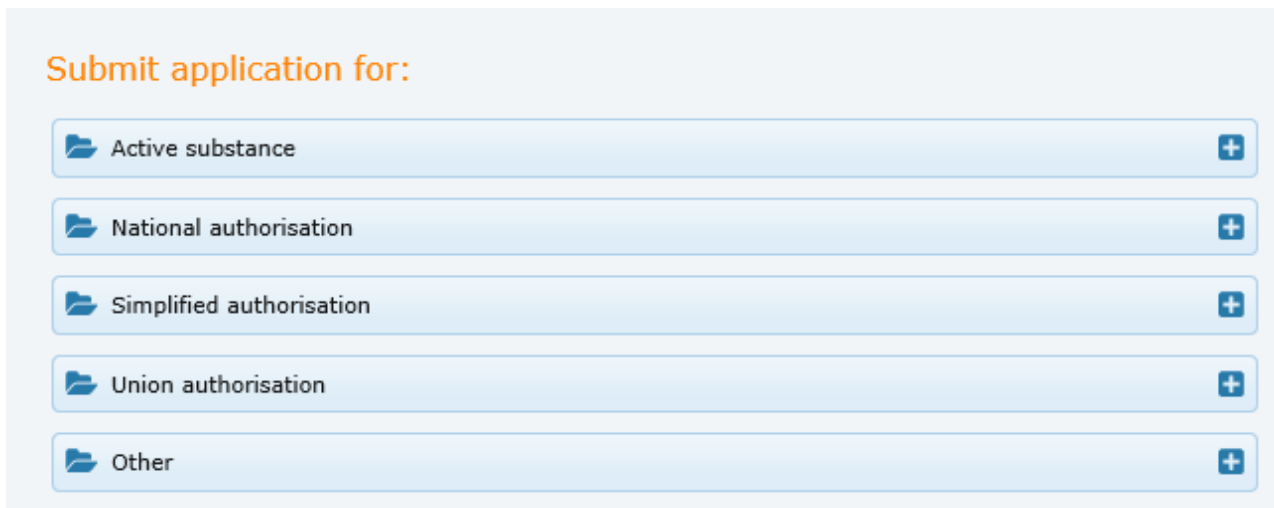 Submit application for:
Active substance
National authorisation
Simplified authorisation
Union authorisation
Other